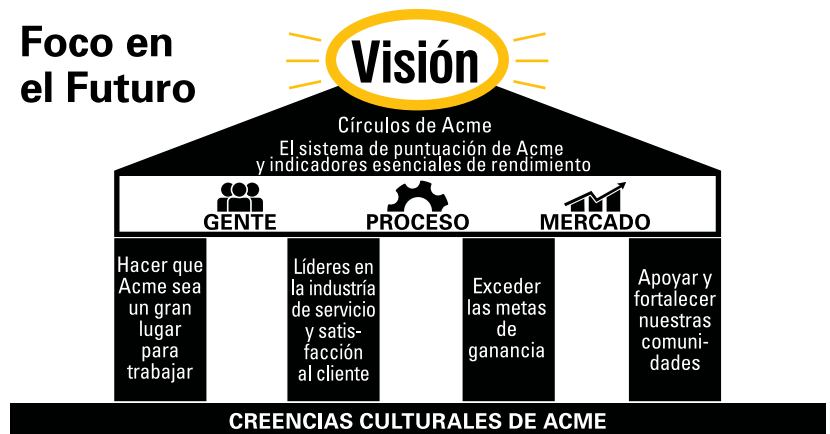 Foco en
el Futuro
Visión
Círculos de Acme
El sistema de puntuación de Acme
y indicadores esenciales de rendimiento
GENTE
PROCESO
MERCADO
Hacer que
Acme sea
un gran
lugar
para
trabajar
Líderes en
la industría
de servicio
y satis-
facción
al cliente
Exceder
las metas
de
ganancia
Apoyar y
fortalecer
nuestras
comuni-
dades
CREENCIAS CULTURALES DE ACME